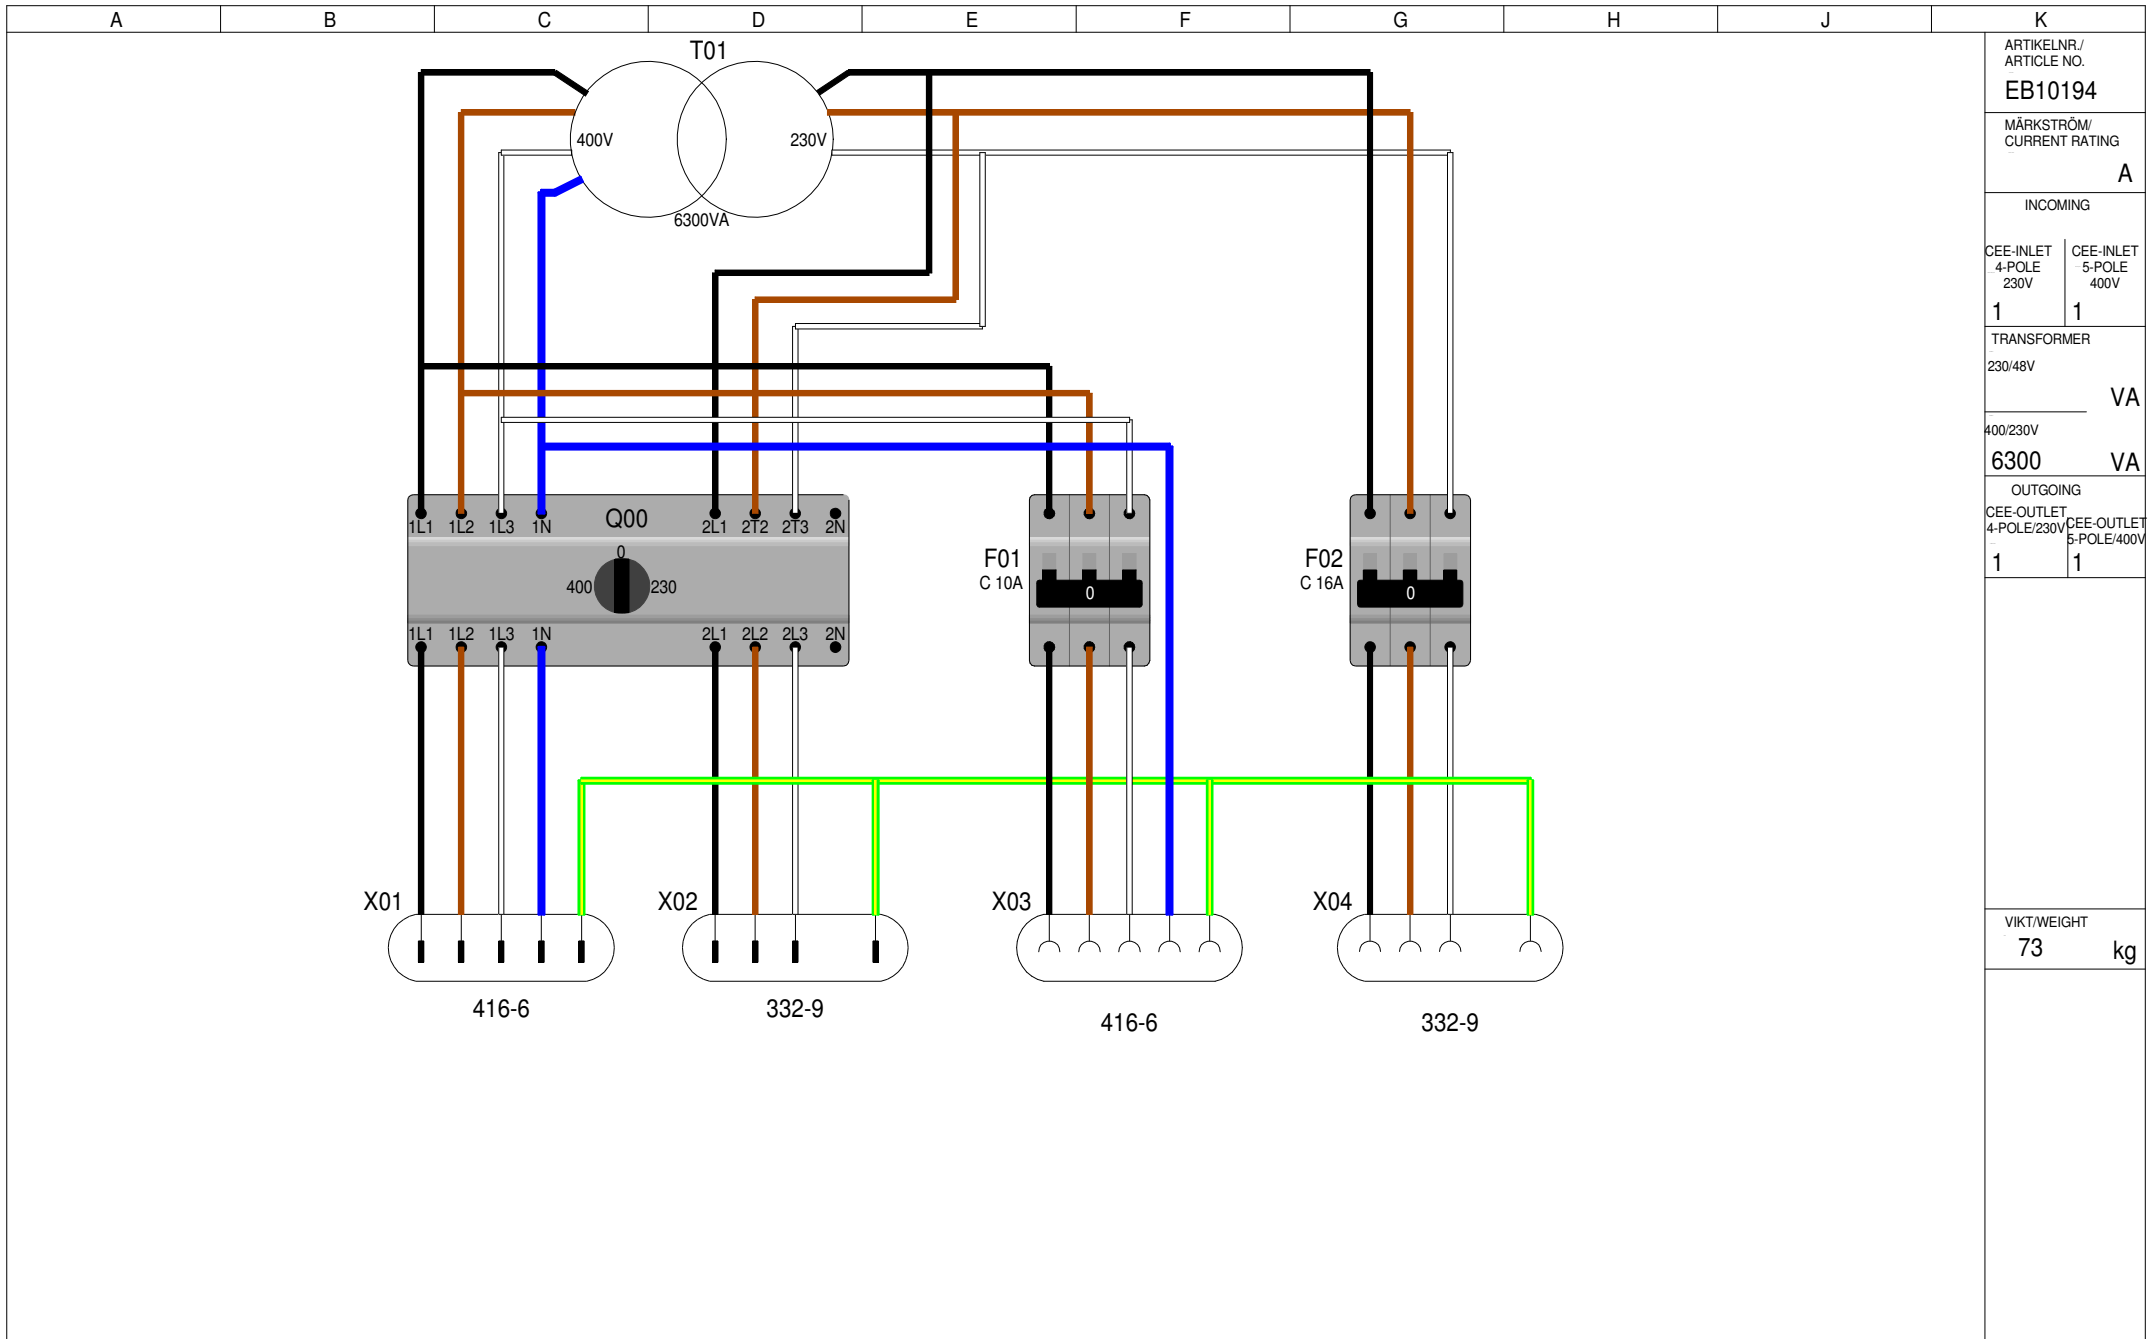 A B C D E F G H J K
T01
400V
230V
6300VA
1L1 1L2 1L3 1N
Q00
2L1 2T2 2T3 2N
0
400
230
1L1 1L2 1L3 1N
2L1 2L2 2L3 2N
F01
C 10A
0
F02
C 16A
0
X01
X02
X03
X04
416-6
332-9
416-6
332-9
ARTIKELNR./
ARTICLE NO.
EB10194
MÄRKSTRÖM/
CURRENT RATING
A
INCOMING
CEE-INLET
4-POLE
230V
1
CEE-INLET
5-POLE
400V
1
TRANSFORMER
230/48V
VA
400/230V
6300 VA
OUTGOING
CEE-OUTLET
4-POLE/230V
1
CEE-OUTLET
5-POLE/400V
1
VIKT/WEIGHT
73 kg